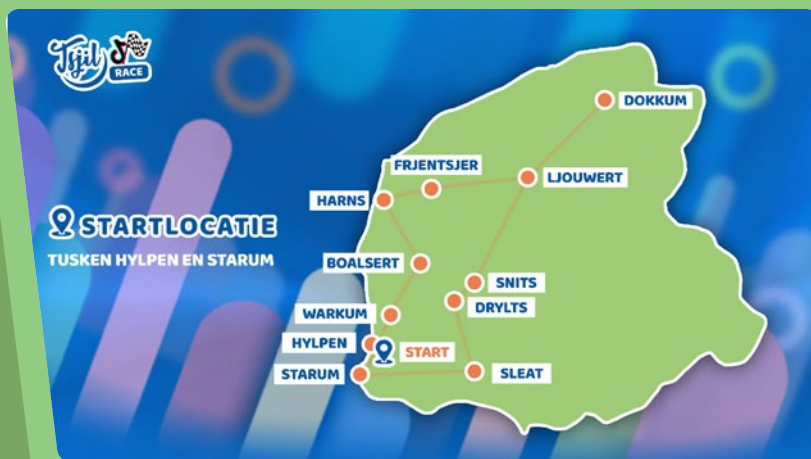 Tsjil
RACE
STARTLOCATIE
TUSKEN HYLPEN EN STARUM
DOKKUM
FRJENTSJER
LJOUWERT
HARNS
BOALSERT
SNITS
DRYLTS
WARKUM
HYLPEN
START
STARUM
SLEAT